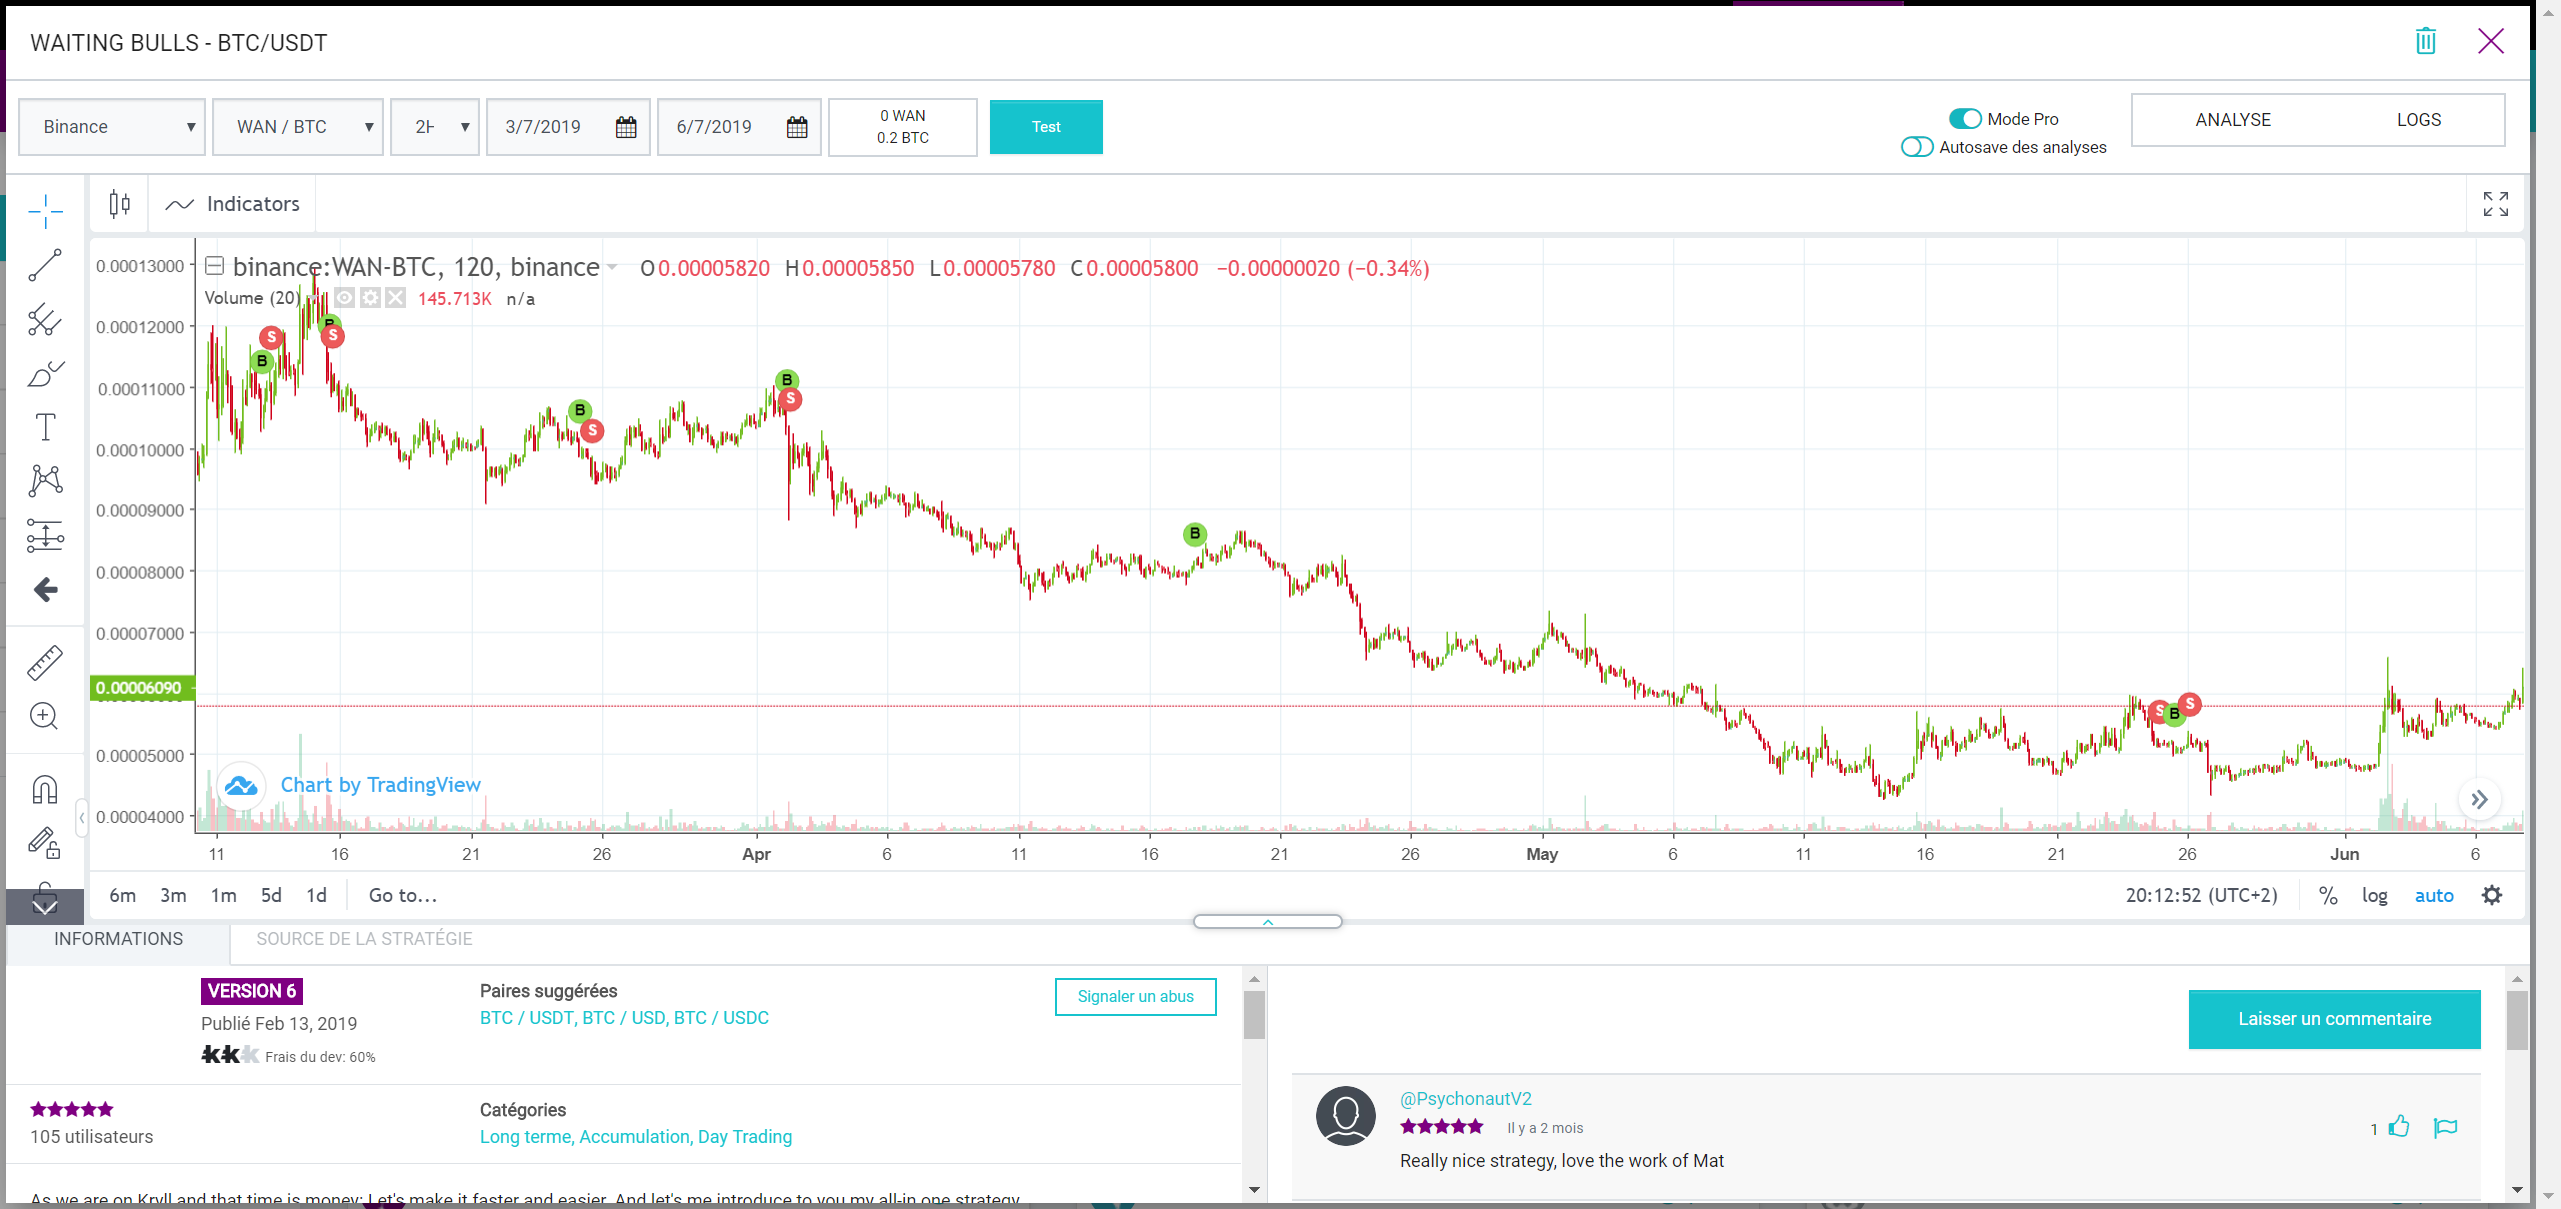 WAITING BULLS - BTC/USDT
Binance WAN / BTC 2H 3/7/2019 6/7/2019
0 WAN
0.2 BTC
Test
Mode Pro
Autosave des analyses
ANALYSE LOGS
Indicators
binance:WAN-BTC, 120, binance O0.00005820 H0.00005850 L0.00005780 C0.00005800 −0.00000020 (−0.34%)
Volume (20) 145.713K n/a
0.00013000
0.00012000
0.00011000
0.00010000
0.00009000
0.00008000
0.00007000
0.00006090
0.00005000
0.00004000
B S B S B S B S B S B S
Chart by TradingView
11 16 21 26 Apr 6 11 16 21 26 May 6 11 16 21 26 Jun 6
6m 3m 1m 5d 1d Go to...
20:12:52 (UTC+2) % log auto
INFORMATIONS SOURCE DE LA STRATÉGIE
VERSION 6
Publié Feb 13, 2019
Frais du dev: 60%
Paires suggérées
BTC / USDT, BTC / USD, BTC / USDC
Signaler un abus
105 utilisateurs
Catégories
Long terme, Accumulation, Day Trading
As we are on Kryll and that time is money: Let's make it faster and easier. And let's me introduce to you my all-in one strategy
Laisser un commentaire
@PsychonautV2
Il y a 2 mois
1
Really nice strategy, love the work of Mat